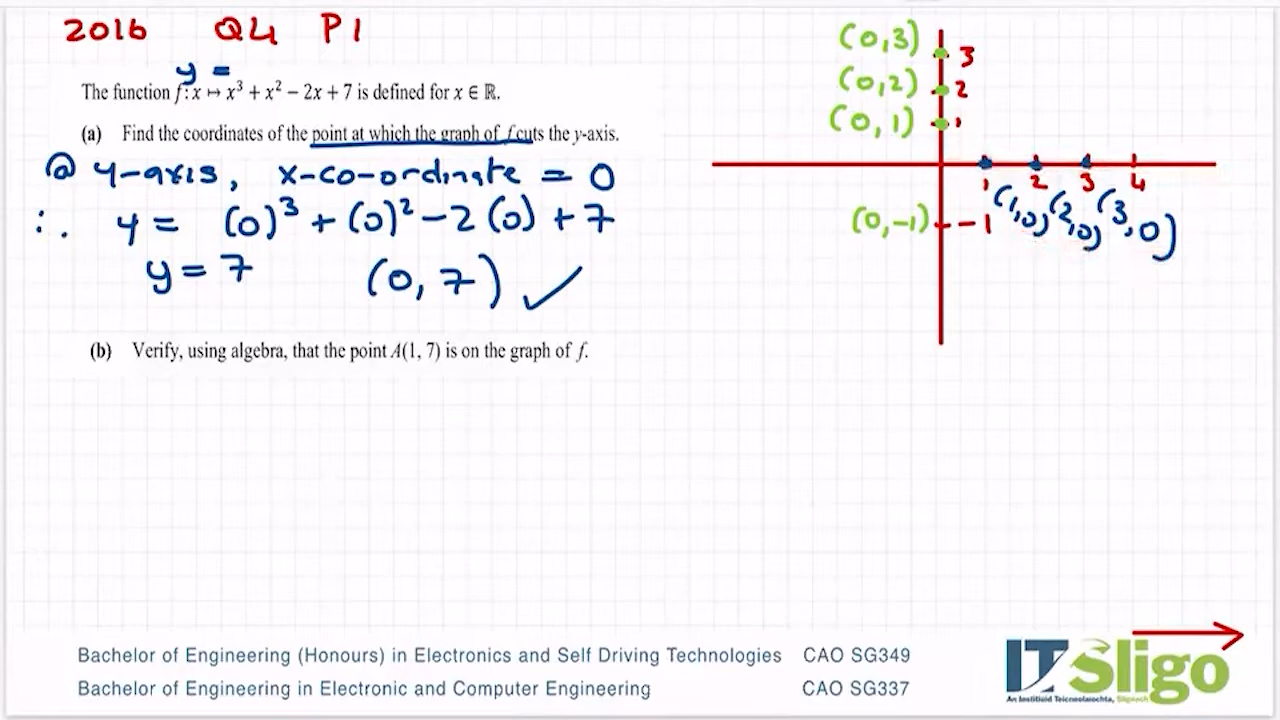 2016 Q4 P1
y =
The function f : x ↦ x³ + x² − 2x + 7 is defined for x ∈ ℝ.
(a) Find the coordinates of the point at which the graph of f cuts the y-axis.
@ y-axis, x-co-ordinate = 0
∴ y = (0)³ + (0)² − 2(0) + 7
y = 7 (0, 7) ✓
(b) Verify, using algebra, that the point A(1, 7) is on the graph of f.
(0,3) 3
(0,2) 2
(0,1) 1
1 2 3 4
(1,0) (2,0) (3,0)
(0,-1) -1
Bachelor of Engineering (Honours) in Electronics and Self Driving Technologies CAO SG349
Bachelor of Engineering in Electronic and Computer Engineering CAO SG337
IT Sligo
An Institiúid Teicneolaíochta, Sligeach